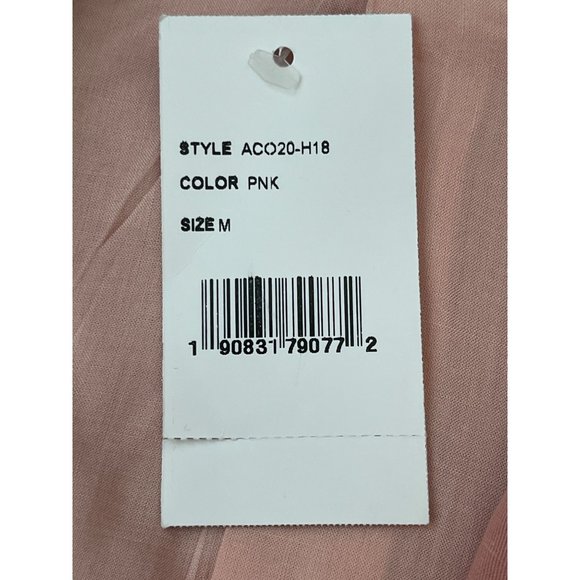 STYLE ACO20-H18
COLOR PNK
SIZE M
1 90831 79077 2